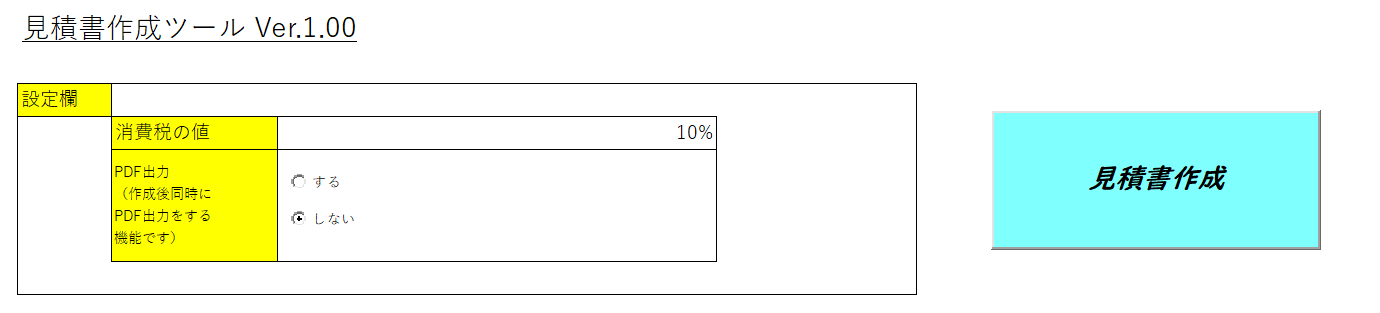 見積書作成ツール Ver.1.00
設定欄
消費税の値
10%
PDF出力
（作成後同時に
PDF出力をする
機能です）
する
しない
見積書作成